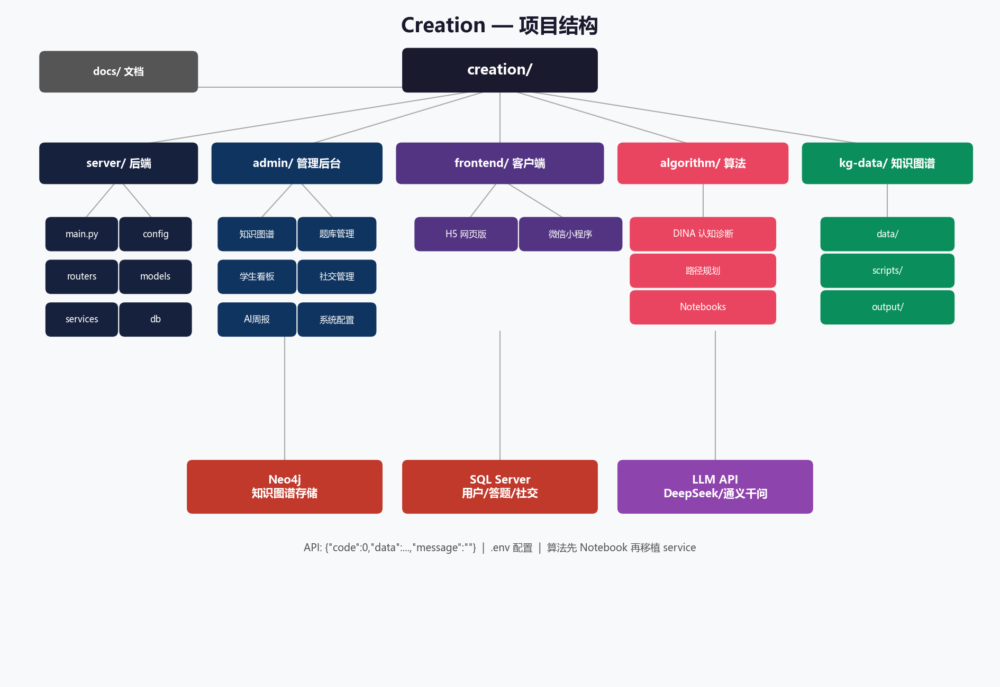 Creation — 项目结构
docs/ 文档
creation/
server/ 后端
admin/ 管理后台
frontend/ 客户端
algorithm/ 算法
kg-data/ 知识图谱
main.py
config
知识图谱
题库管理
H5 网页版
微信小程序
DINA 认知诊断
data/
routers
models
学生看板
社交管理
路径规划
scripts/
services
db
AI周报
系统配置
Notebooks
output/
Neo4j
知识图谱存储
SQL Server
用户/答题/社交
LLM API
DeepSeek/通义千问
API: {"code":0,"data":...,"message":""} | .env 配置 | 算法先 Notebook 再移植 service